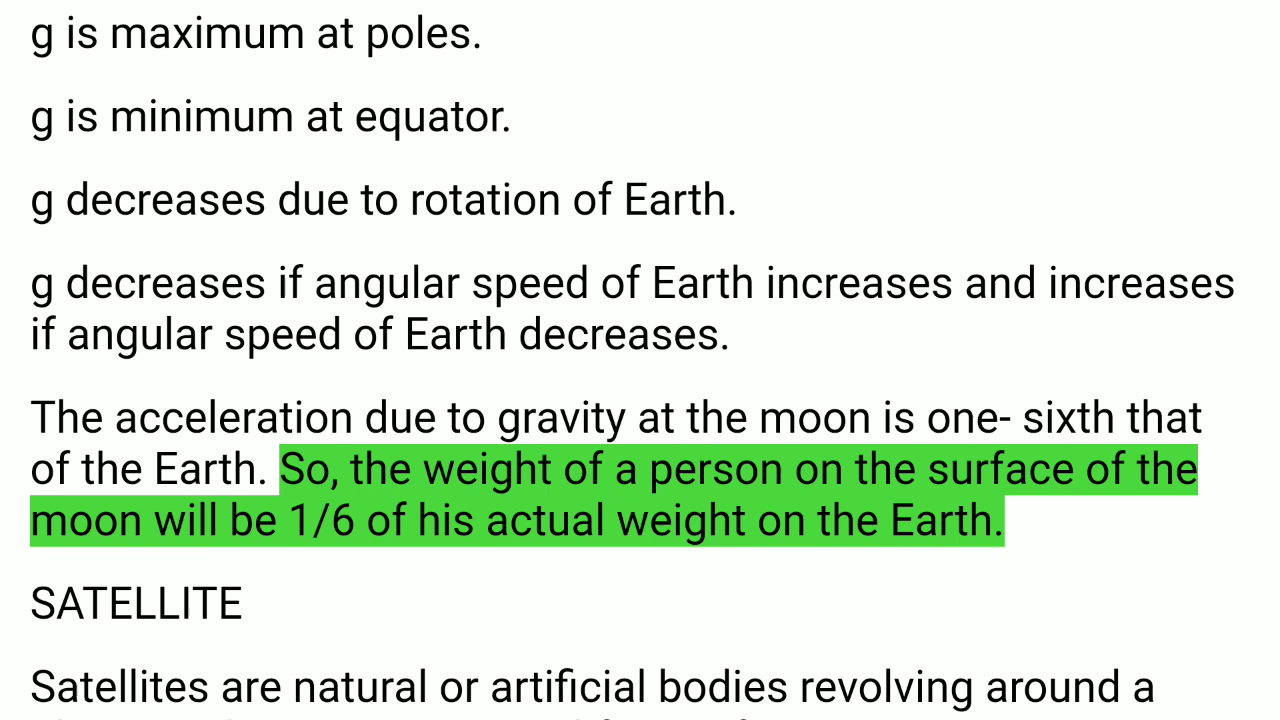 g is maximum at poles.
g is minimum at equator.
g decreases due to rotation of Earth.
g decreases if angular speed of Earth increases and increases
if angular speed of Earth decreases.
The acceleration due to gravity at the moon is one- sixth that
of the Earth. So, the weight of a person on the surface of the
moon will be 1/6 of his actual weight on the Earth.
SATELLITE
Satellites are natural or artificial bodies revolving around a